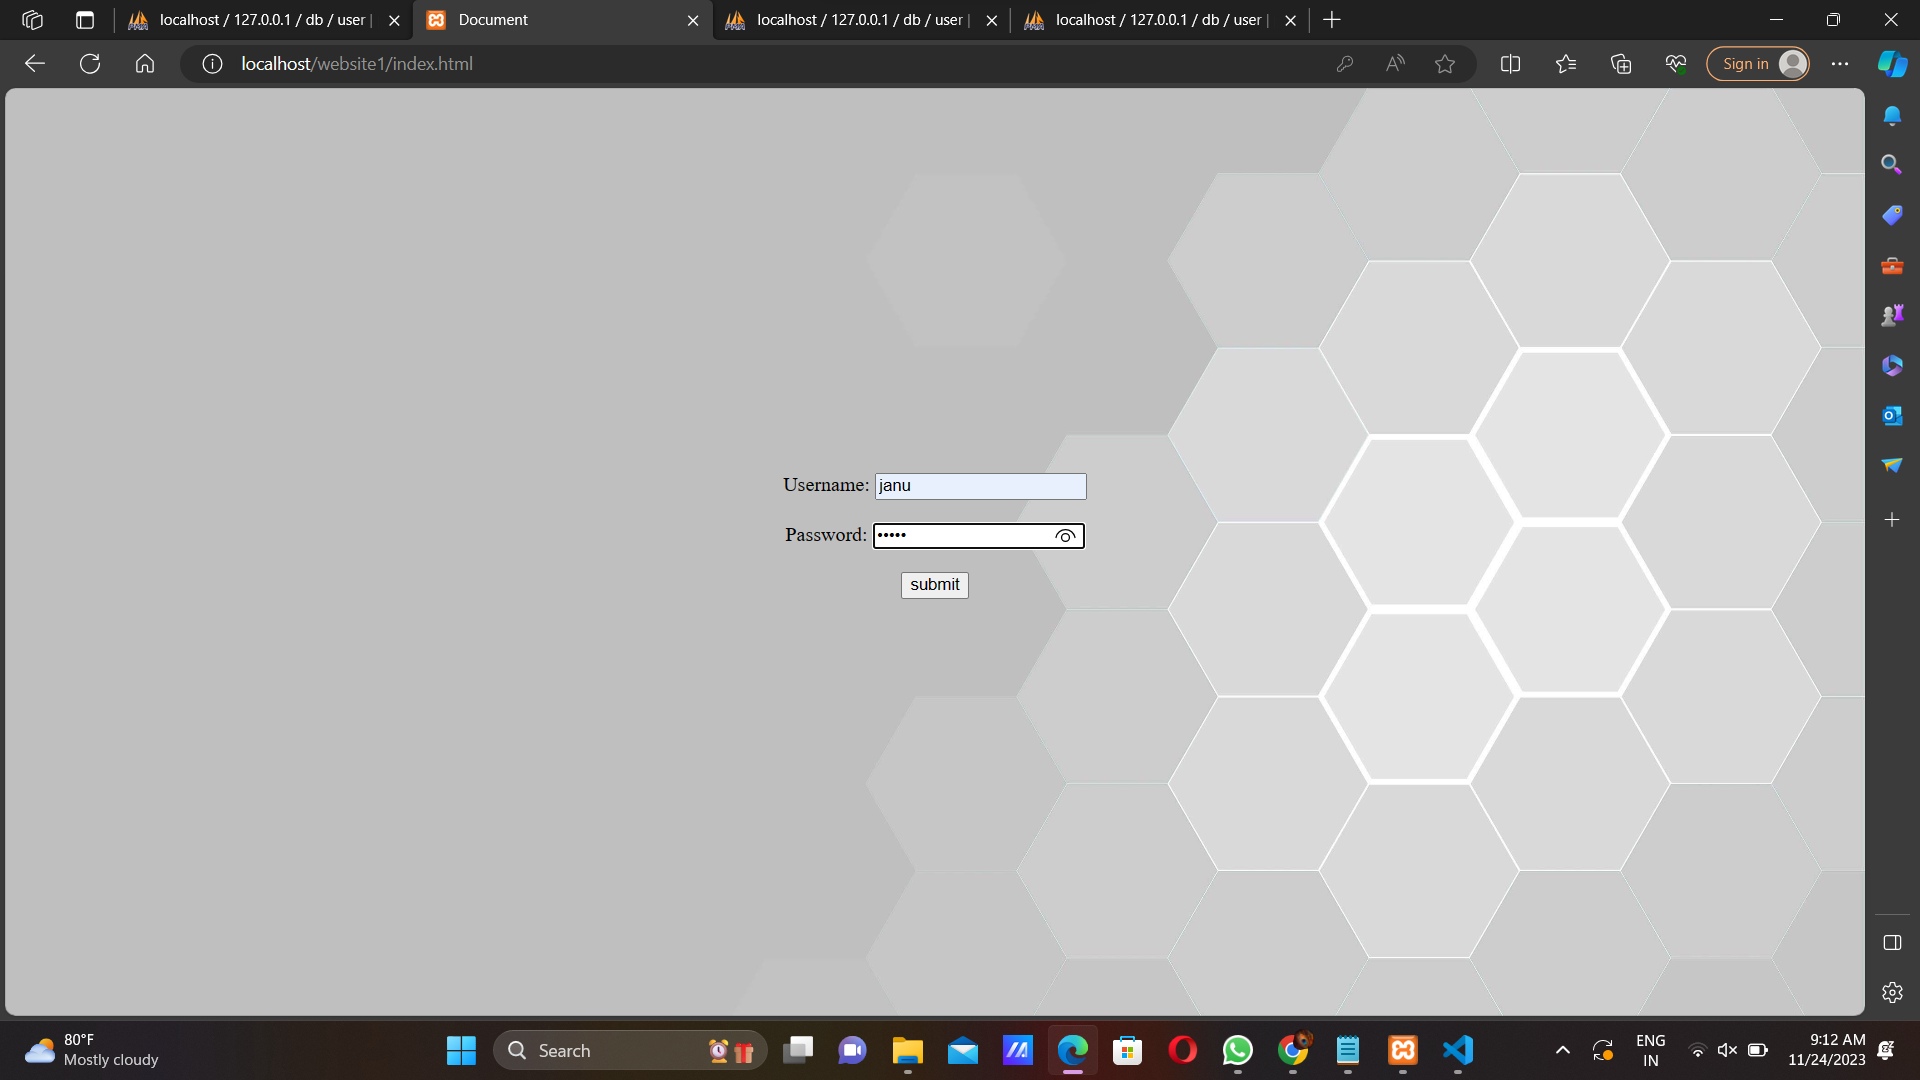 localhost / 127.0.0.1 / db / user |
Document
localhost / 127.0.0.1 / db / user |
localhost / 127.0.0.1 / db / user |
localhost/website1/index.html
Sign in
Username: janu
Password: •••••
submit
80°F
Mostly cloudy
Search
ENG
IN
9:12 AM
11/24/2023